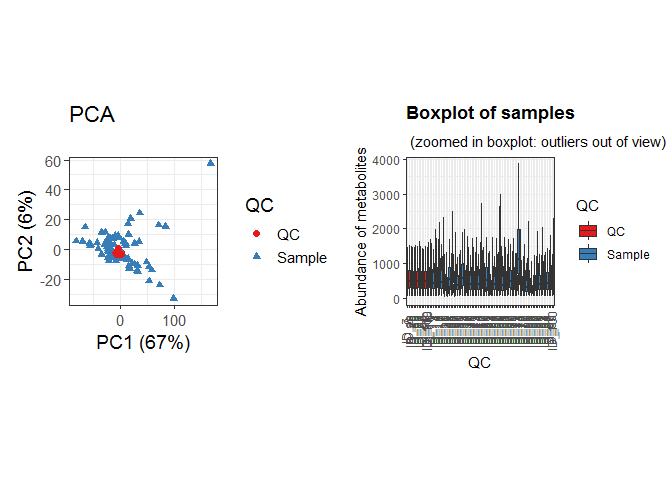 PCA
PC2 (6%)
60
40
20
0
-20
0 100
PC1 (67%)
QC
QC
Sample
Boxplot of samples
(zoomed in boxplot: outliers out of view)
Abundance of metabolites
4000
3000
2000
1000
0
QC
QC
QC
Sample